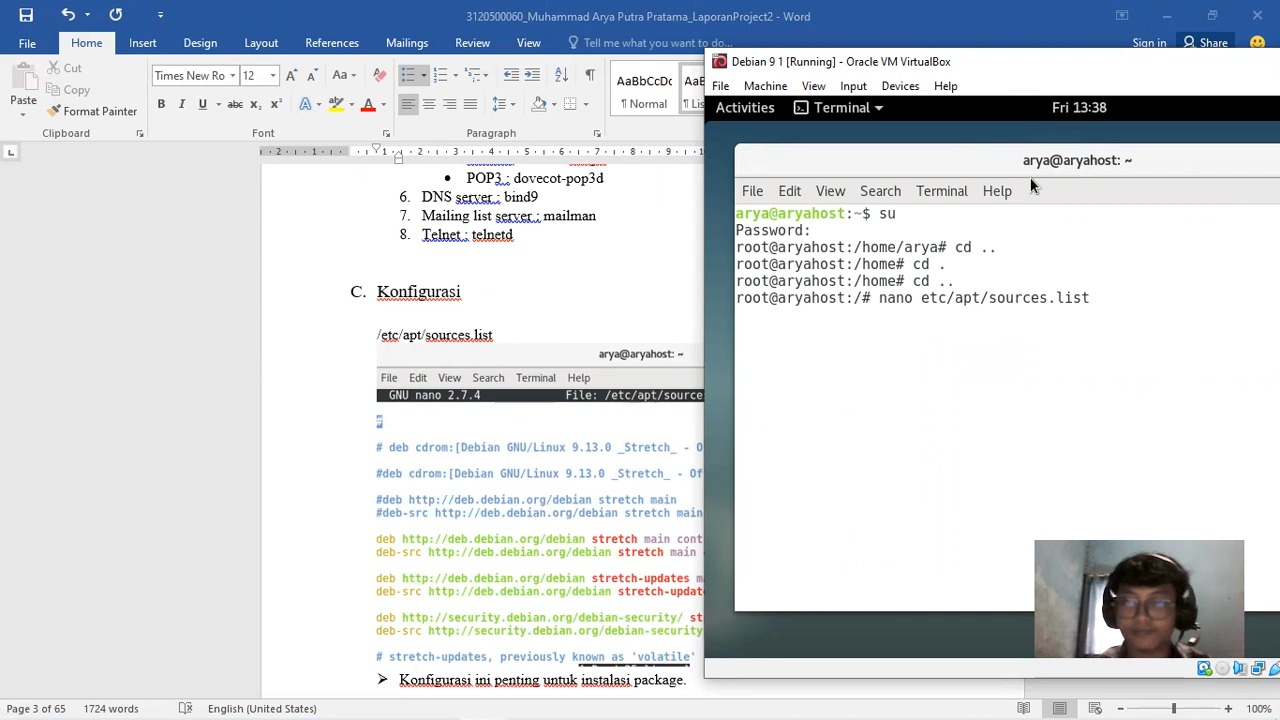 3120500060_Muhammad Arya Putra Pratama_LaporanProject2 - Word
File Home Insert Design Layout References Mailings Review View Tell me what you want to do... Sign in Share
Cut
Copy
Format Painter
Paste
Times New Ro 12
AaBbCcDc
¶ Normal
Clipboard Font Paragraph
POP3 : dovecot-pop3d
6. DNS server : bind9
7. Mailing list server : mailman
8. Telnet : telnetd
C. Konfigurasi
/etc/apt/sources.list
arya@aryahost: ~
File Edit View Search Terminal Help
GNU nano 2.7.4 File: /etc/apt/source
#
# deb cdrom:[Debian GNU/Linux 9.13.0 _Stretch_ - O
#deb cdrom:[Debian GNU/Linux 9.13.0 _Stretch_ - Of
#deb http://deb.debian.org/debian stretch main
#deb-src http://deb.debian.org/debian stretch main
deb http://deb.debian.org/debian stretch main cont
deb-src http://deb.debian.org/debian stretch main
deb http://deb.debian.org/debian stretch-updates m
deb-src http://deb.debian.org/debian stretch-updat
deb http://security.debian.org/debian-security/ st
deb-src http://security.debian.org/debian-security
# stretch-updates, previously known as 'volatile'
➢ Konfigurasi ini penting untuk instalasi package.
Page 3 of 65 1724 words English (United States) 100%
Debian 9 1 [Running] - Oracle VM VirtualBox
File Machine View Input Devices Help
Activities Terminal Fri 13:38
arya@aryahost: ~
File Edit View Search Terminal Help
arya@aryahost:~$ su
Password:
root@aryahost:/home/arya# cd ..
root@aryahost:/home# cd .
root@aryahost:/home# cd ..
root@aryahost:/# nano etc/apt/sources.list